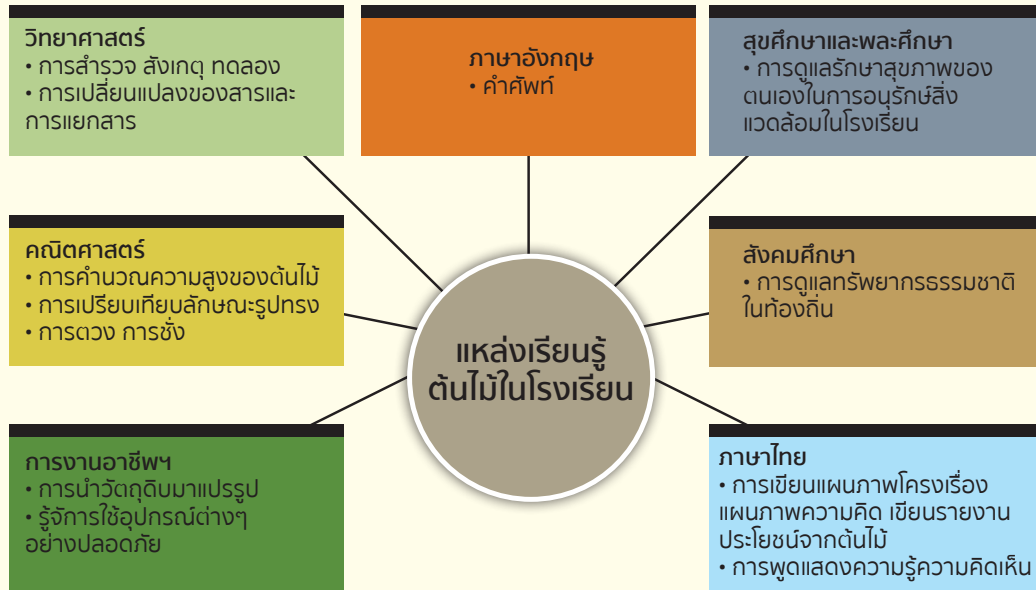 วิทยาศาสตร์
• การสำรวจ สังเกตุ ทดลอง
• การเปลี่ยนแปลงของสารและ
การแยกสาร
ภาษาอังกฤษ
• คำศัพท์
สุขศึกษาและพละศึกษา
• การดูแลรักษาสุขภาพของ
ตนเองในการอนุรักษ์สิ่ง
แวดล้อมในโรงเรียน
คณิตศาสตร์
• การคำนวณความสูงของต้นไม้
• การเปรียบเทียบลักษณะรูปทรง
• การตวง การชั่ง
แหล่งเรียนรู้
ต้นไม้ในโรงเรียน
สังคมศึกษา
• การดูแลทรัพยากรธรรมชาติ
ในท้องถิ่น
การงานอาชีพฯ
• การนำวัตถุดิบมาแปรรูป
• รู้จักการใช้อุปกรณ์ต่างๆ
อย่างปลอดภัย
ภาษาไทย
• การเขียนแผนภาพโครงเรื่อง
แผนภาพความคิด เขียนรายงาน
ประโยชน์จากต้นไม้
• การพูดแสดงความรู้ความคิดเห็น